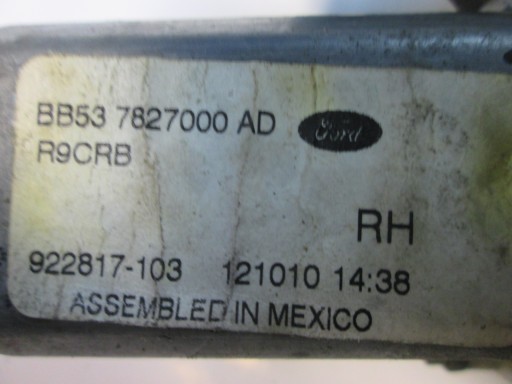 BB53 7827000 AD Ford
R9CRB
RH
922817-103 121010 14:38
ASSEMBLED IN MEXICO